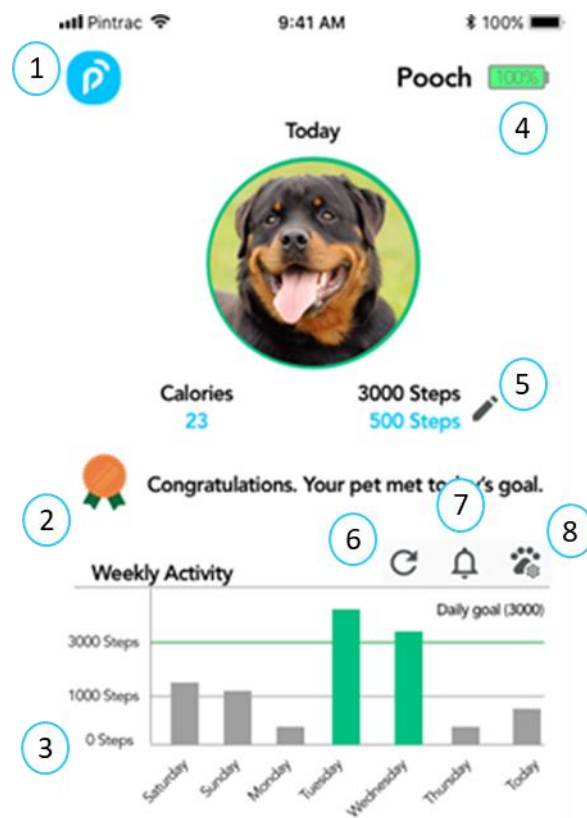 Pintrac 9:41 AM 100%
1
Pooch 100%
4
Today
5
Calories 3000 Steps
23 500 Steps
Congratulations. Your pet met today's goal.
2
6 7 8
Weekly Activity
Daily goal (3000)
3000 Steps
1000 Steps
0 Steps
3
Saturday Sunday Monday Tuesday Wednesday Thursday Today